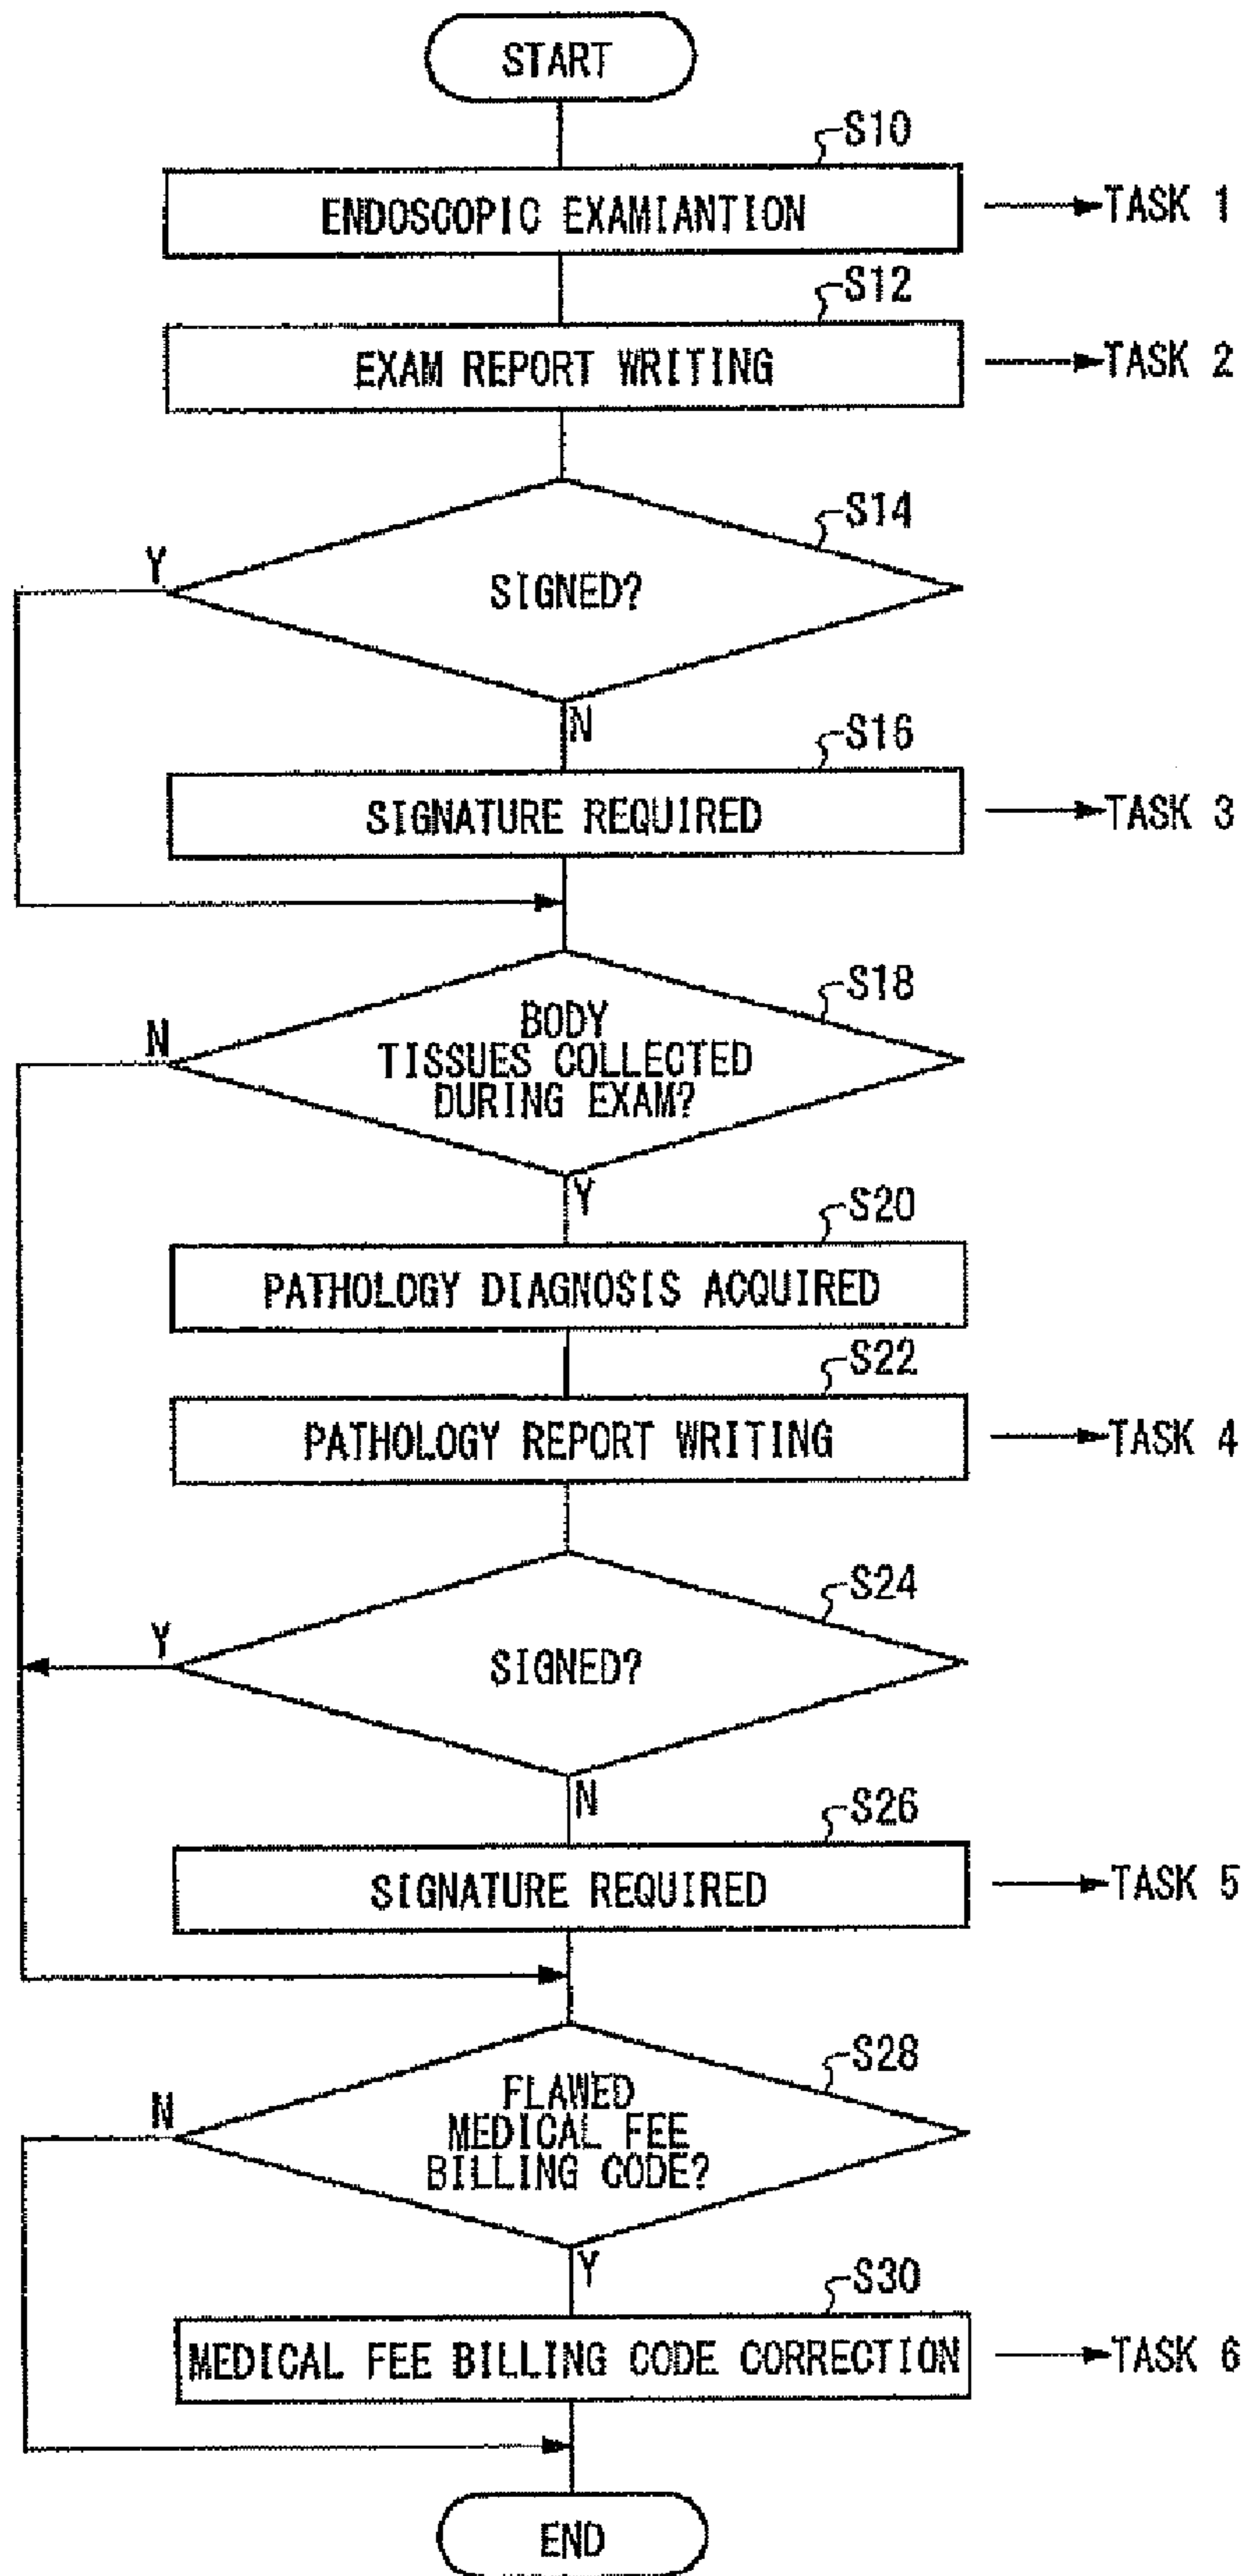 START
S10
ENDOSCOPIC EXAMIANTION
TASK 1
S12
EXAM REPORT WRITING
TASK 2
S14
Y
SIGNED?
N
S16
SIGNATURE REQUIRED
TASK 3
S18
N
BODY
TISSUES COLLECTED
DURING EXAM?
Y
S20
PATHOLOGY DIAGNOSIS ACQUIRED
S22
PATHOLOGY REPORT WRITING
TASK 4
S24
Y
SIGNED?
N
S26
SIGNATURE REQUIRED
TASK 5
S28
N
FLAWED
MEDICAL FEE
BILLING CODE?
Y
S30
MEDICAL FEE BILLING CODE CORRECTION
TASK 6
END